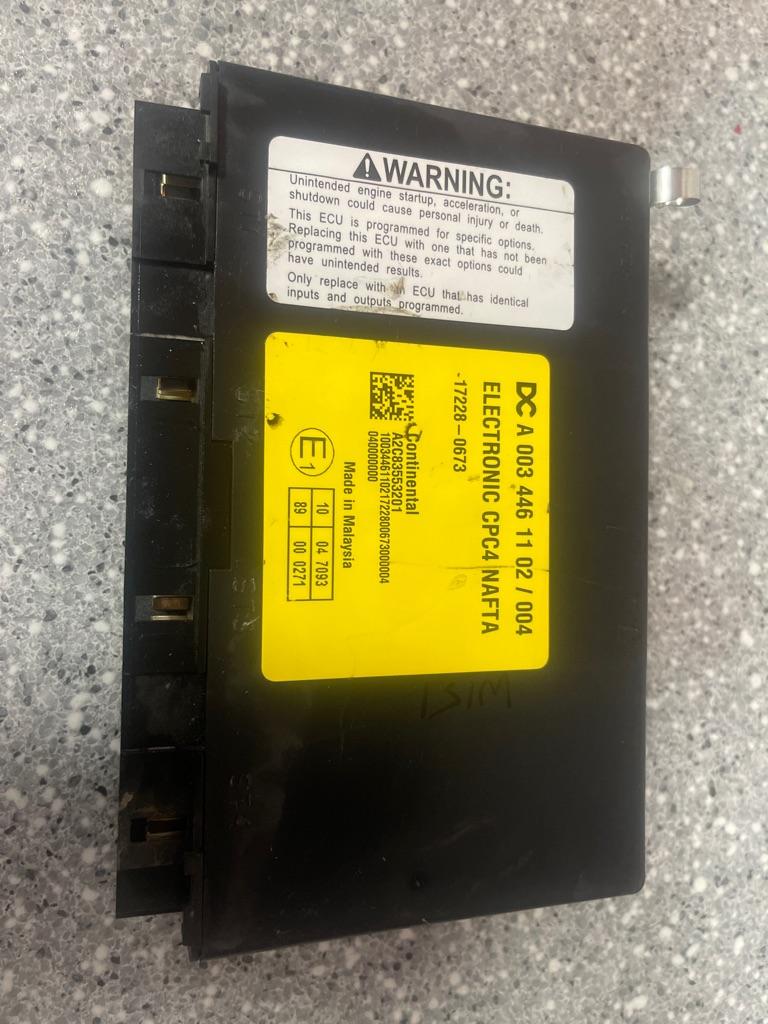 ⚠WARNING:
Unintended engine startup, acceleration, or
shutdown could cause personal injury or death.
This ECU is programmed for specific options.
Replacing this ECU with one that has not been
programmed with these exact options could
have unintended results.
Only replace with an ECU that has identical
inputs and outputs programmed.
DC A 003 446 11 02 / 004
ELECTRONIC CPC4 NAFTA
-17228-0673
Continental
A2C83553201
10034461102172280067300004
040000000
Made in Malaysia
E1
10 04 7093
89 00 0271